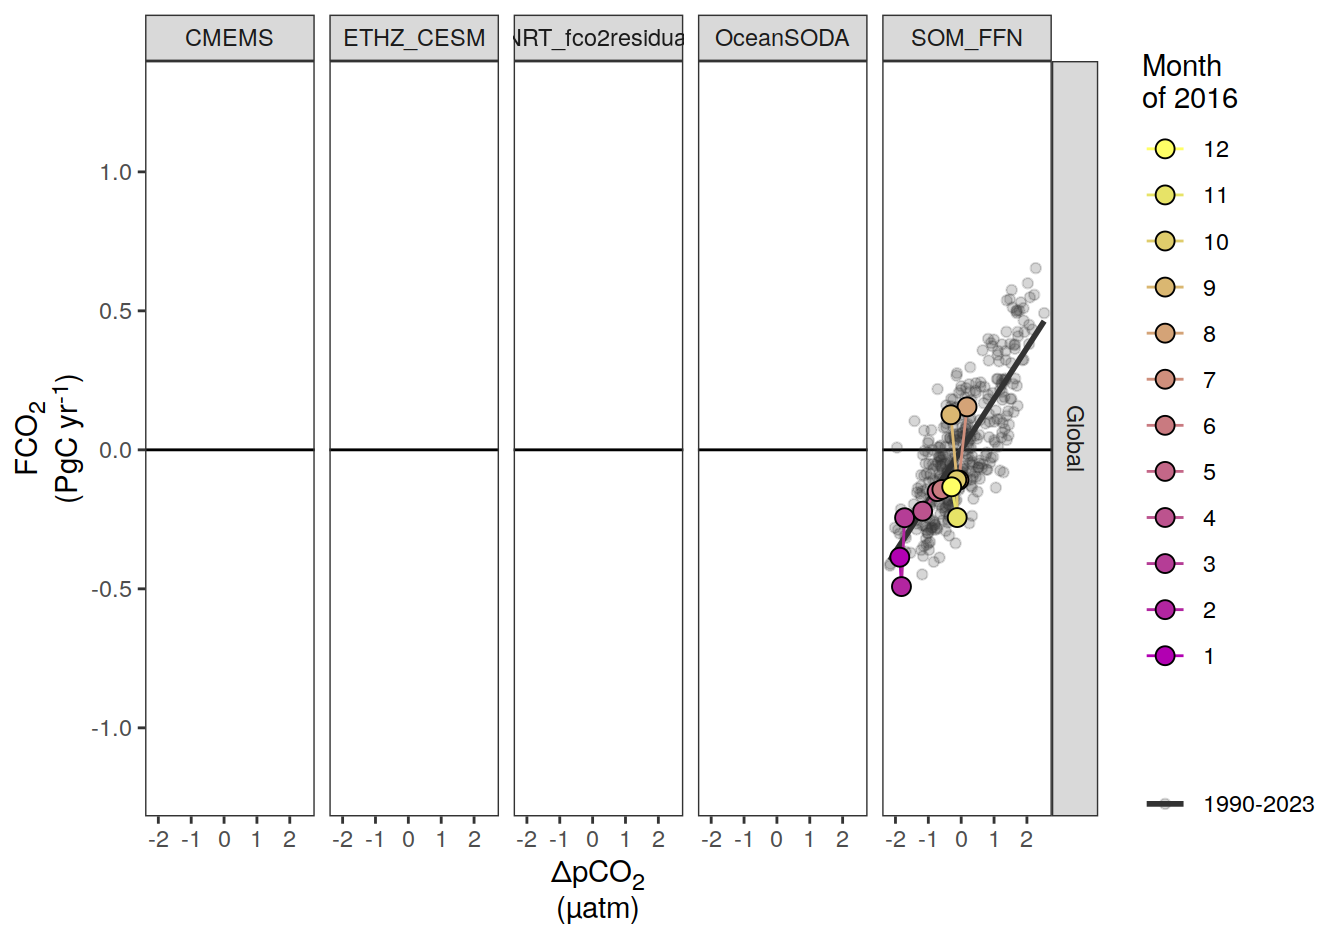 CMEMS ETHZ_CESM NRT_fco2residua OceanSODA SOM_FFN
Month
of 2016
12
11
10
9
8
7
6
5
4
3
2
1
1990-2023
Global
1.0
0.5
0.0
-0.5
-1.0
FCO₂
(PgC yr⁻¹)
-2 -1 0 1 2 -2 -1 0 1 2 -2 -1 0 1 2 -2 -1 0 1 2 -2 -1 0 1 2
ΔpCO₂
(µatm)